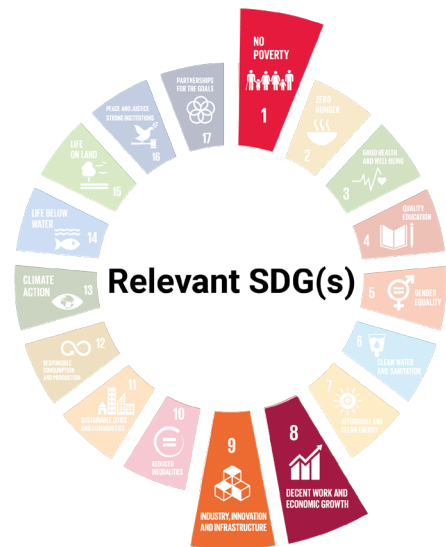 NO
POVERTY
1
ZERO
HUNGER
2
GOOD HEALTH
AND WELL-BEING
3
QUALITY
EDUCATION
4
GENDER
EQUALITY
5
CLEAN WATER
AND SANITATION
6
AFFORDABLE AND
CLEAN ENERGY
7
8
DECENT WORK AND
ECONOMIC GROWTH
9
INDUSTRY, INNOVATION
AND INFRASTRUCTURE
10
REDUCED
INEQUALITIES
11
SUSTAINABLE CITIES
AND COMMUNITIES
12
RESPONSIBLE
CONSUMPTION
AND PRODUCTION
CLIMATE
ACTION
13
LIFE BELOW
WATER
14
LIFE
ON LAND
15
PEACE AND JUSTICE
STRONG INSTITUTIONS
16
PARTNERSHIPS
FOR THE GOALS
17
Relevant SDG(s)